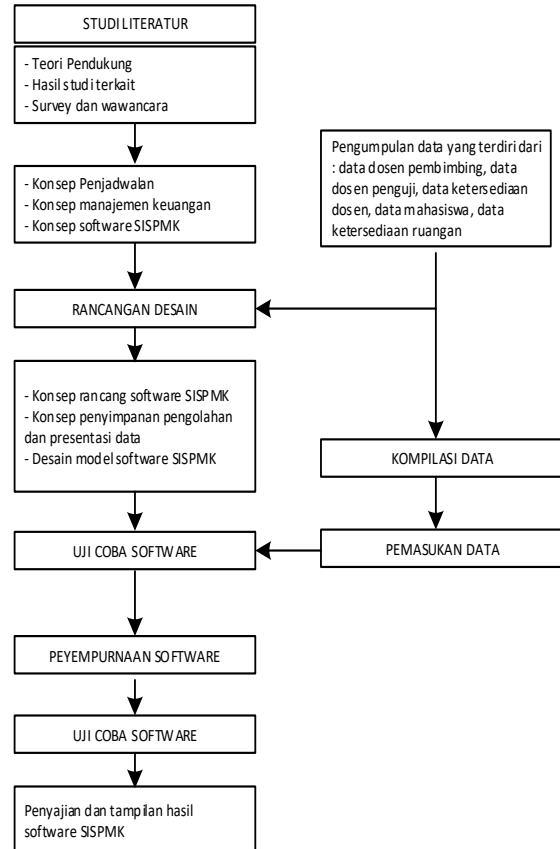 STUDI LITERATUR
- Teori Pendukung
- Hasil studi terkait
- Survey dan wawancara
- Konsep Penjadwalan
- Konsep manajemen keuangan
- Konsep software SISPMK
Pengumpulan data yang terdiri dari
: data dosen pembimbing, data
dosen penguji, data ketersediaan
dosen, data mahasiswa, data
ketersediaan ruangan
RANCANGAN DESAIN
- Konsep rancang software SISPMK
- Konsep penyimpanan pengolahan
dan presentasi data
- Desain model software SISPMK
KOMPILASI DATA
UJI COBA SOFTWARE
PEMASUKAN DATA
PEYEMPURNAAN SOFTWARE
UJI COBA SOFTWARE
Penyajian dan tampilan hasil
software SISPMK